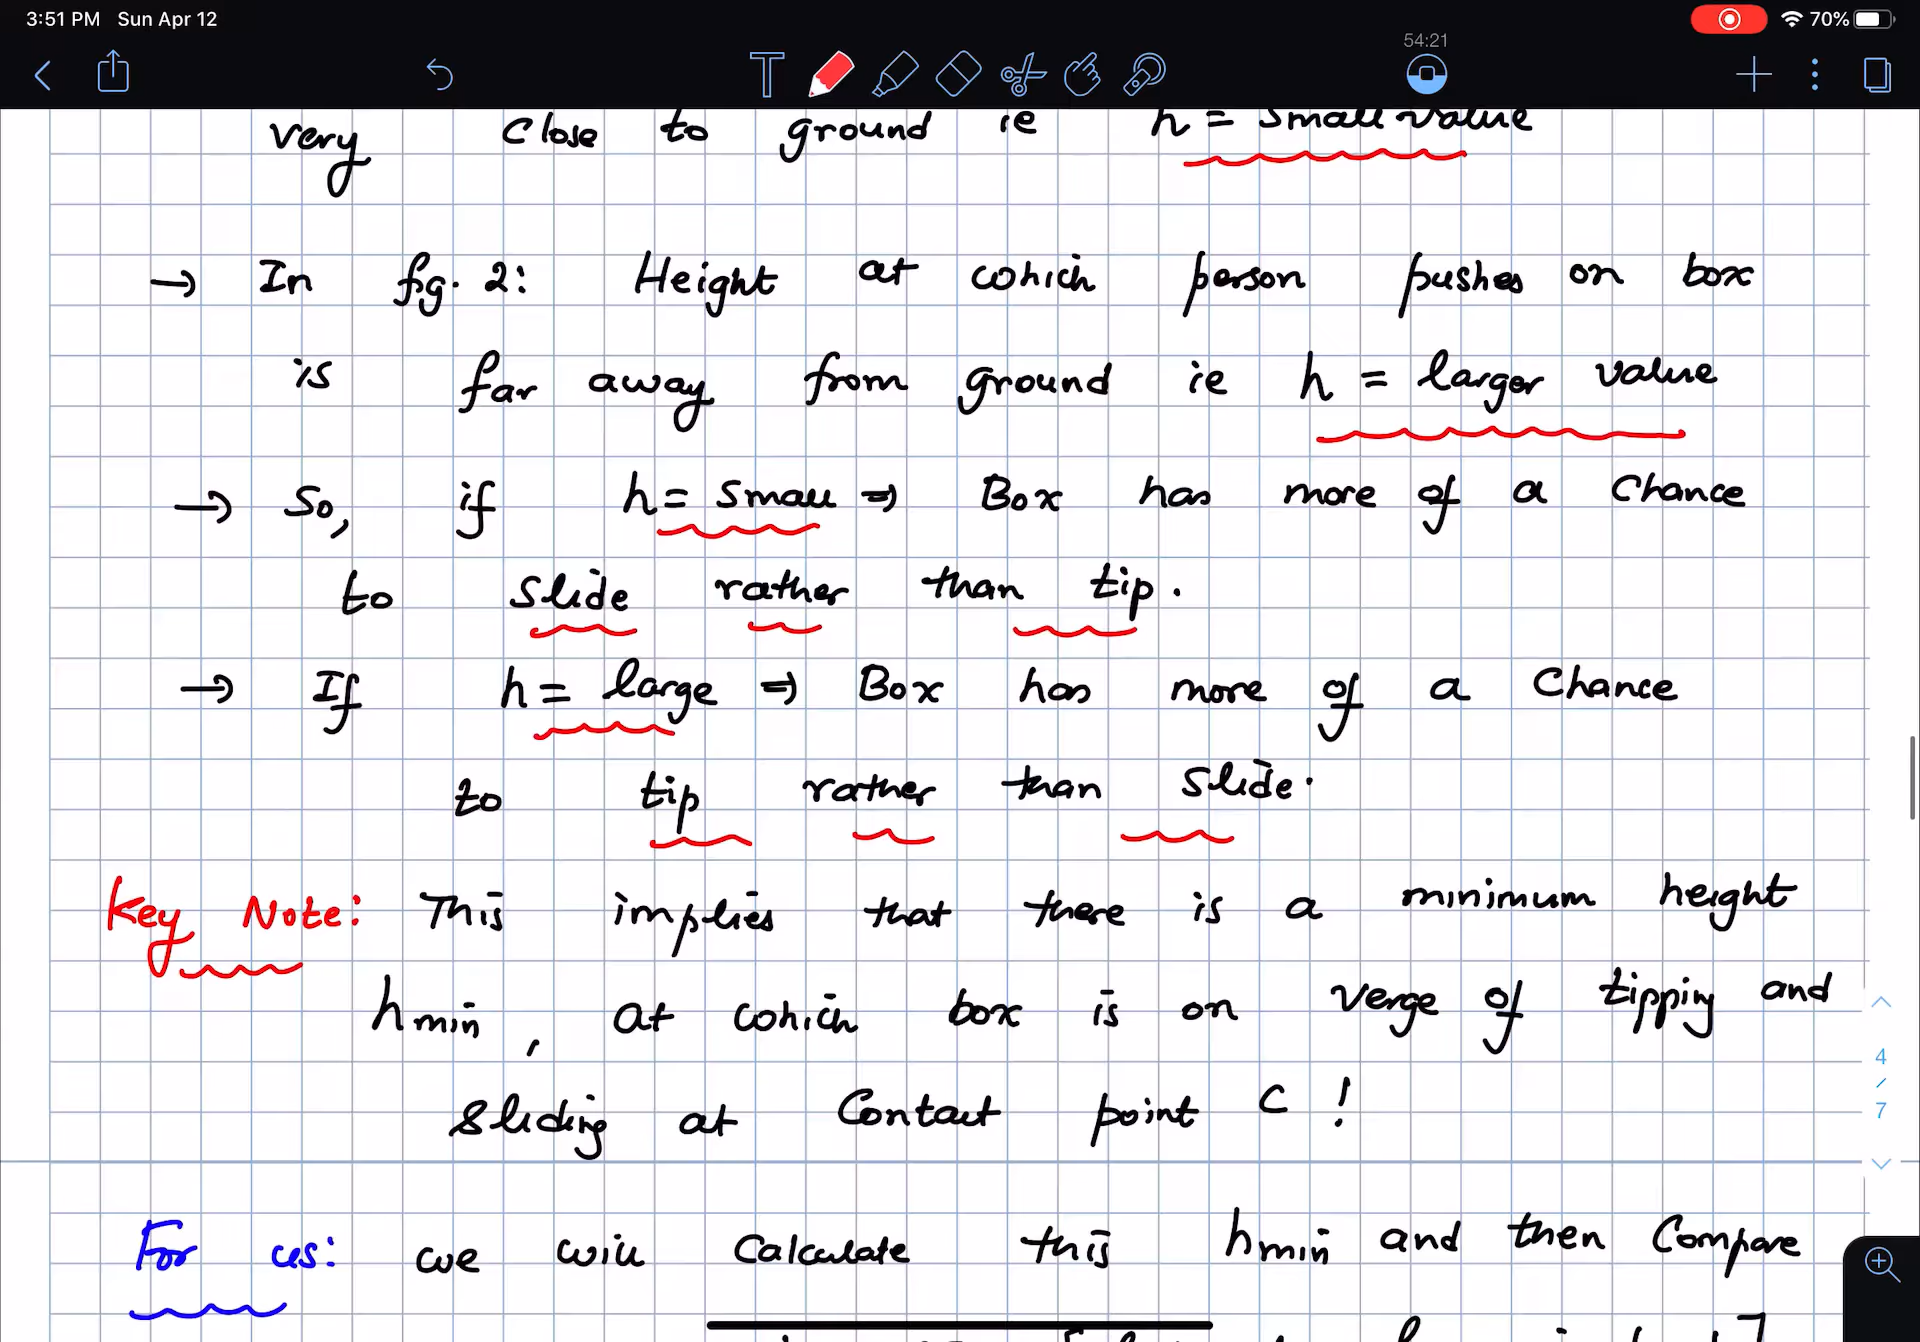 3:51 PM Sun Apr 12
70%
54:21
T
very close to ground ie h = small value
→ In fig. 2: Height at which person pushes on box
is far away from ground ie h = larger value
→ So, if h = small ⇒ Box has more of a chance
to slide rather than tip.
→ If h = large ⇒ Box has more of a chance
to tip rather than slide.
Key Note: This implies that there is a minimum height
hmin, at which box is on verge of tipping and
sliding at contact point C !
4
/
7
For us: we will calculate this hmin and then compare